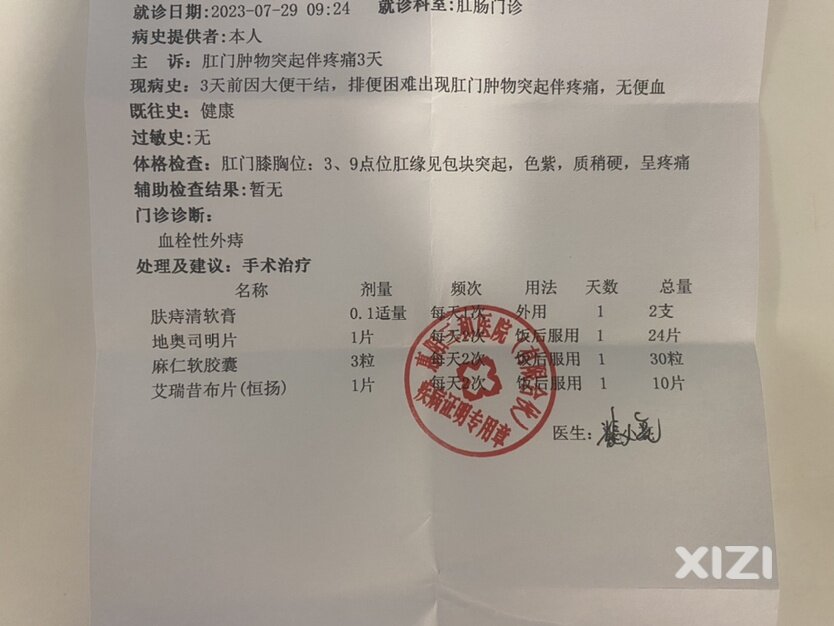 就诊日期:2023-07-29 09:24 就诊科室:肛肠门诊
病史提供者:本人
主 诉:肛门肿物突起伴疼痛3天
现病史:3天前因大便干结,排便困难出现肛门肿物突起伴疼痛,无便血
既往史:健康
过敏史:无
体格检查:肛门膝胸位:3、9点位肛缘见包块突起,色紫,质稍硬,呈疼痛
辅助检查结果:暂无
门诊诊断:
血栓性外痔
处理及建议:手术治疗
名称 剂量 频次 用法 天数 总量
肤痔清软膏 0.1适量 每天1次 外用 1 2支
地奥司明片 1片 每天2次 饭后服用 1 24片
麻仁软胶囊 3粒 每天2次 饭后服用 1 30粒
艾瑞昔布片(恒扬) 1片 每天2次 饭后服用 1 10片
医院(有限合伙)
疾病证明专用章
医生:
XIZI